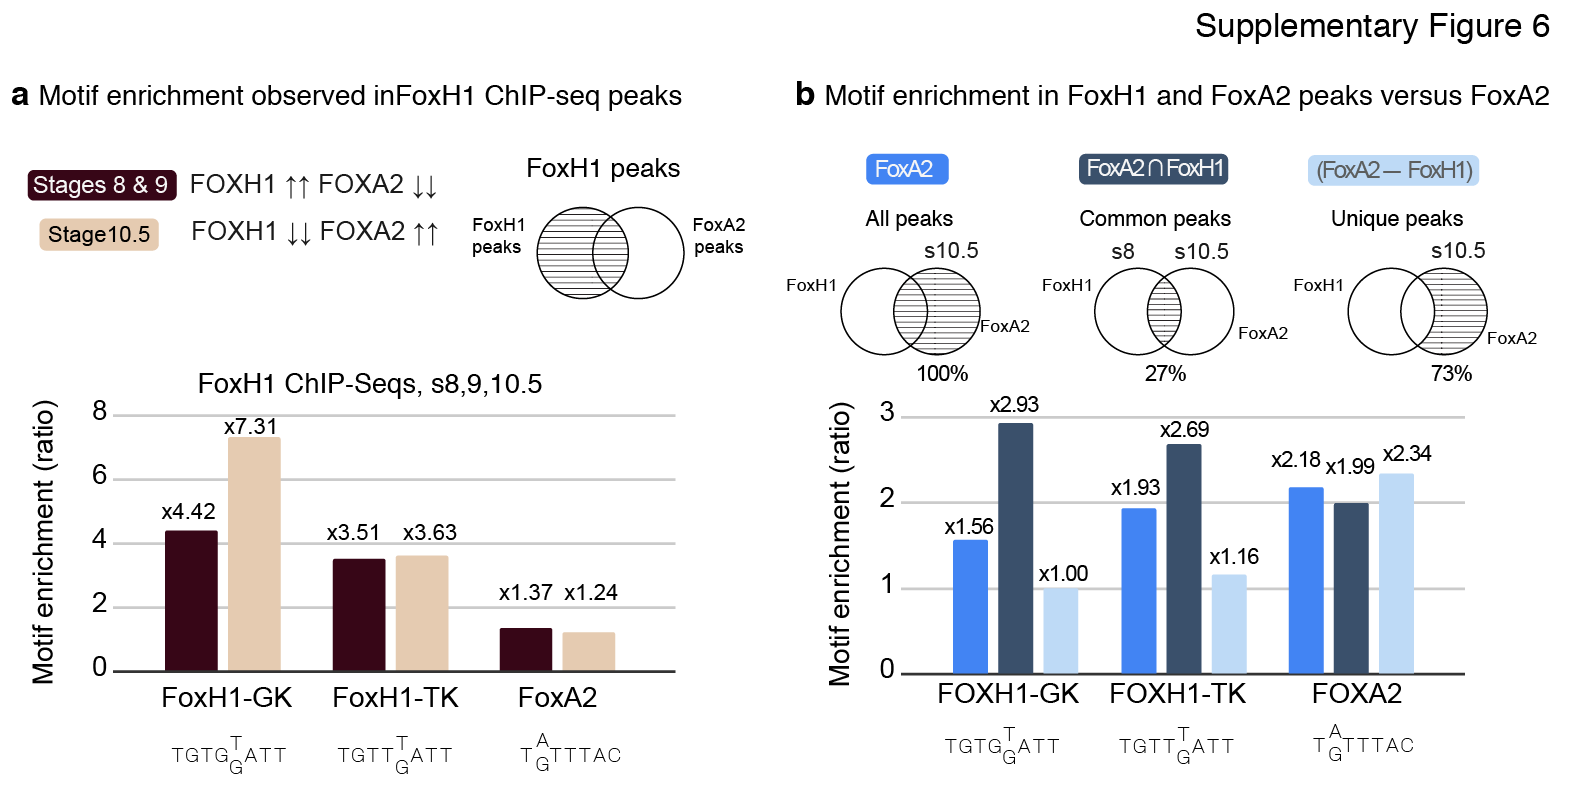 Supplementary Figure 6
a Motif enrichment observed inFoxH1 ChIP-seq peaks
Stages 8 & 9 FOXH1 ↑↑ FOXA2 ↓↓
Stage10.5 FOXH1 ↓↓ FOXA2 ↑↑
FoxH1 peaks
FoxH1
peaks
FoxA2
peaks
FoxH1 ChIP-Seqs, s8,9,10.5
Motif enrichment (ratio)
8
6
4
2
0
x4.42
x7.31
x3.51
x3.63
x1.37
x1.24
FoxH1-GK
FoxH1-TK
FoxA2
TGTG T/G ATT
TGTT T/G ATT
T A/G TTTAC
b Motif enrichment in FoxH1 and FoxA2 peaks versus FoxA2
FoxA2
FoxA2∩FoxH1
(FoxA2 — FoxH1)
All peaks
Common peaks
Unique peaks
s10.5
FoxH1
FoxA2
100%
s8
s10.5
FoxH1
FoxA2
27%
s10.5
FoxH1
FoxA2
73%
Motif enrichment (ratio)
3
2
1
0
x1.56
x2.93
x1.00
x1.93
x2.69
x1.16
x2.18
x1.99
x2.34
FOXH1-GK
FOXH1-TK
FOXA2
TGTG T/G ATT
TGTT T/G ATT
T A/G TTTAC